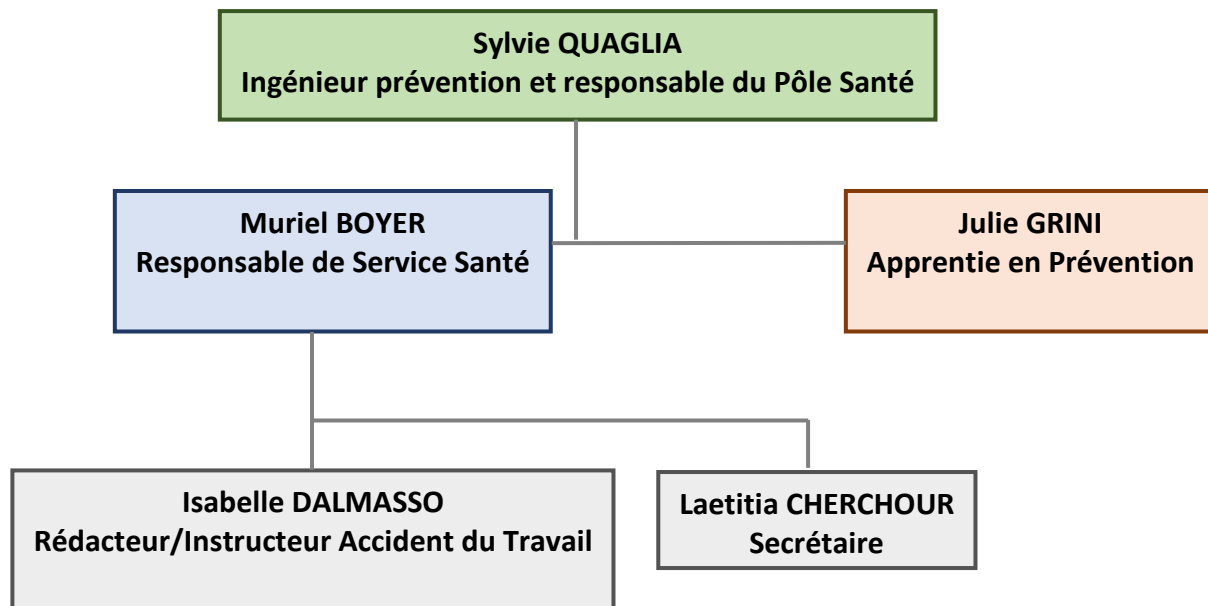 Sylvie QUAGLIA
Ingénieur prévention et responsable du Pôle Santé
Muriel BOYER
Responsable de Service Santé
Julie GRINI
Apprentie en Prévention
Isabelle DALMASSO
Rédacteur/Instructeur Accident du Travail
Laetitia CHERCHOUR
Secrétaire